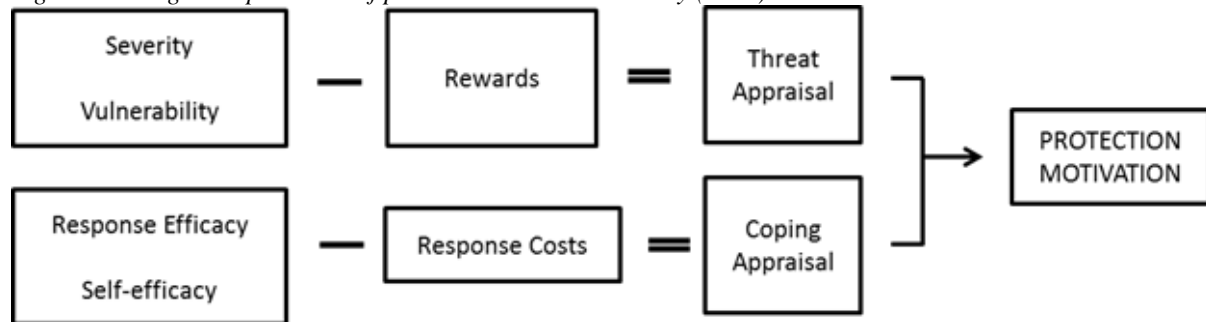 Severity
Vulnerability
Rewards
Threat
Appraisal
PROTECTION
MOTIVATION
Response Efficacy
Self-efficacy
Response Costs
Coping
Appraisal